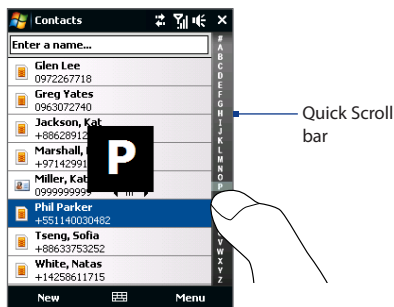 Contacts
Enter a name...
Glen Lee
0972267718
Greg Yates
0963072740
Jackson, Kat
+88628912
Marshall,
+97142991
Miller, Kat
0999999999
Phil Parker
+551140030482
Tseng, Sofia
+88633753252
White, Natas
+14258611715
P
#
A
B
C
D
E
F
G
H
I
J
K
L
M
N
O
P
V
W
X
Y
Z
New
Menu
Quick Scroll
bar